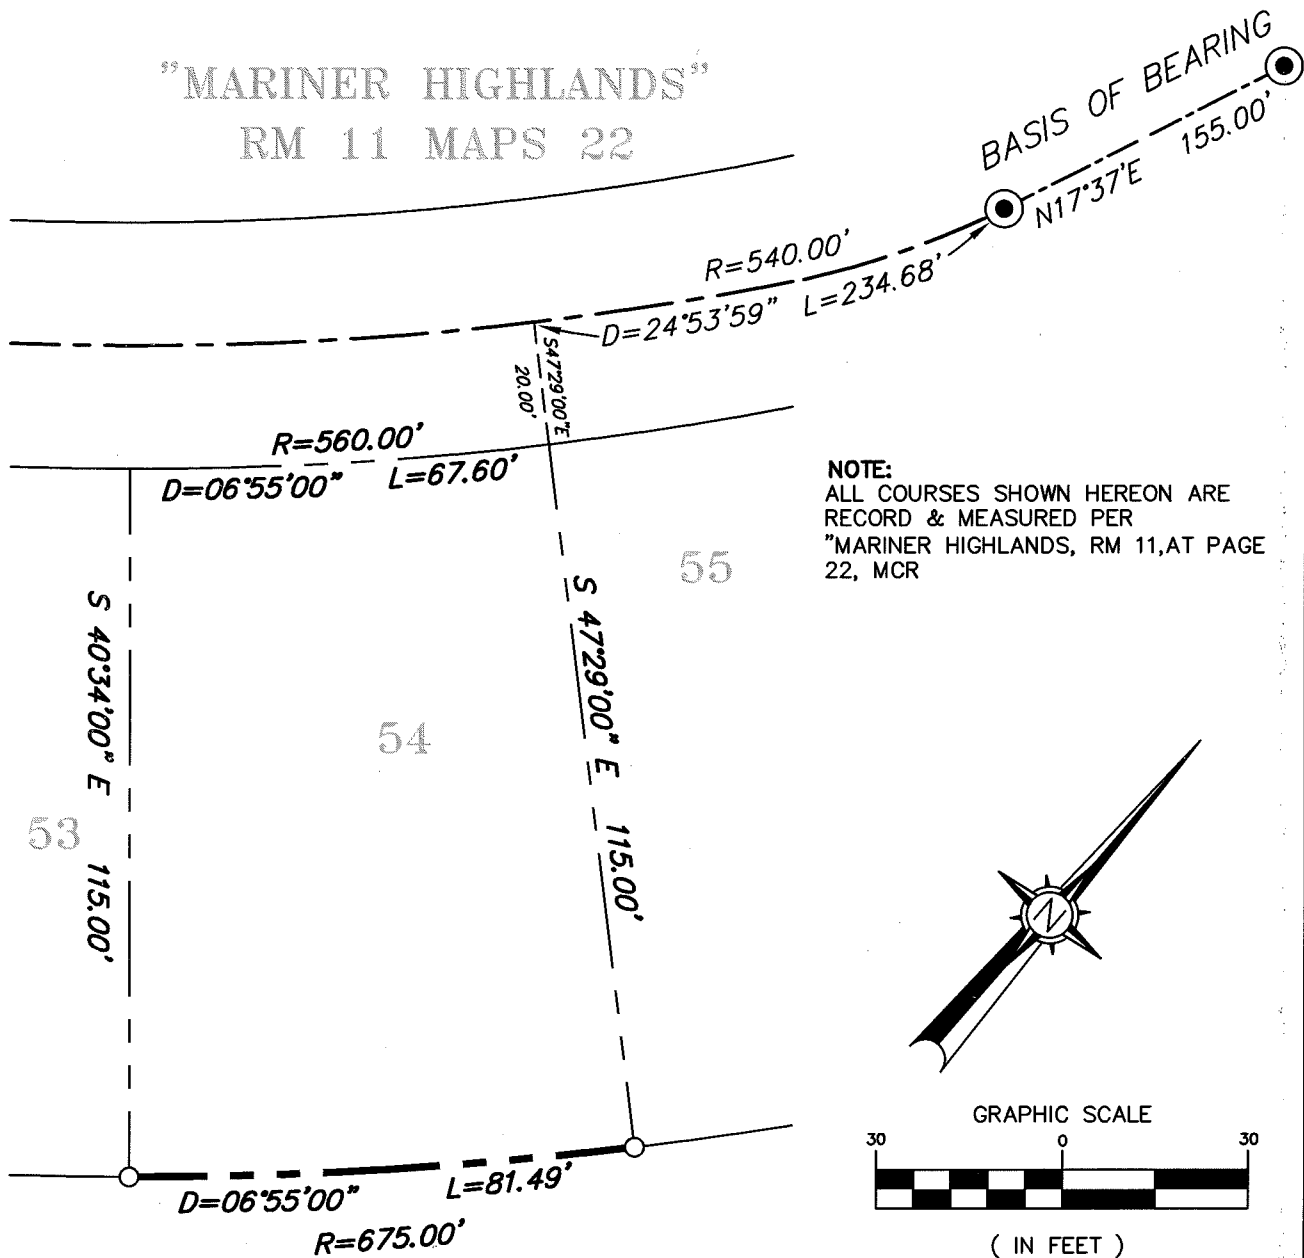 "MARINER HIGHLANDS"
RM 11 MAPS 22
BASIS OF BEARING
N17°37'E 155.00'
R=540.00'
D=24°53'59" L=234.68'
S47°29'00"E
20.00'
R=560.00'
D=06°55'00" L=67.60'
NOTE:
ALL COURSES SHOWN HEREON ARE
RECORD & MEASURED PER
"MARINER HIGHLANDS, RM 11,AT PAGE
22, MCR
55
S 40°34'00" E 115.00'
S 47°29'00" E 115.00'
54
53
N
D=06°55'00" L=81.49'
R=675.00'
GRAPHIC SCALE
30 0 30
( IN FEET )